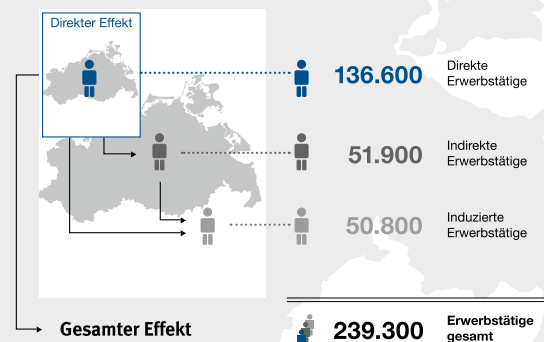 Direkter Effekt
136.600
Direkte
Erwerbstätige
51.900
Indirekte
Erwerbstätige
50.800
Induzierte
Erwerbstätige
Gesamter Effekt
239.300
Erwerbstätige
gesamt